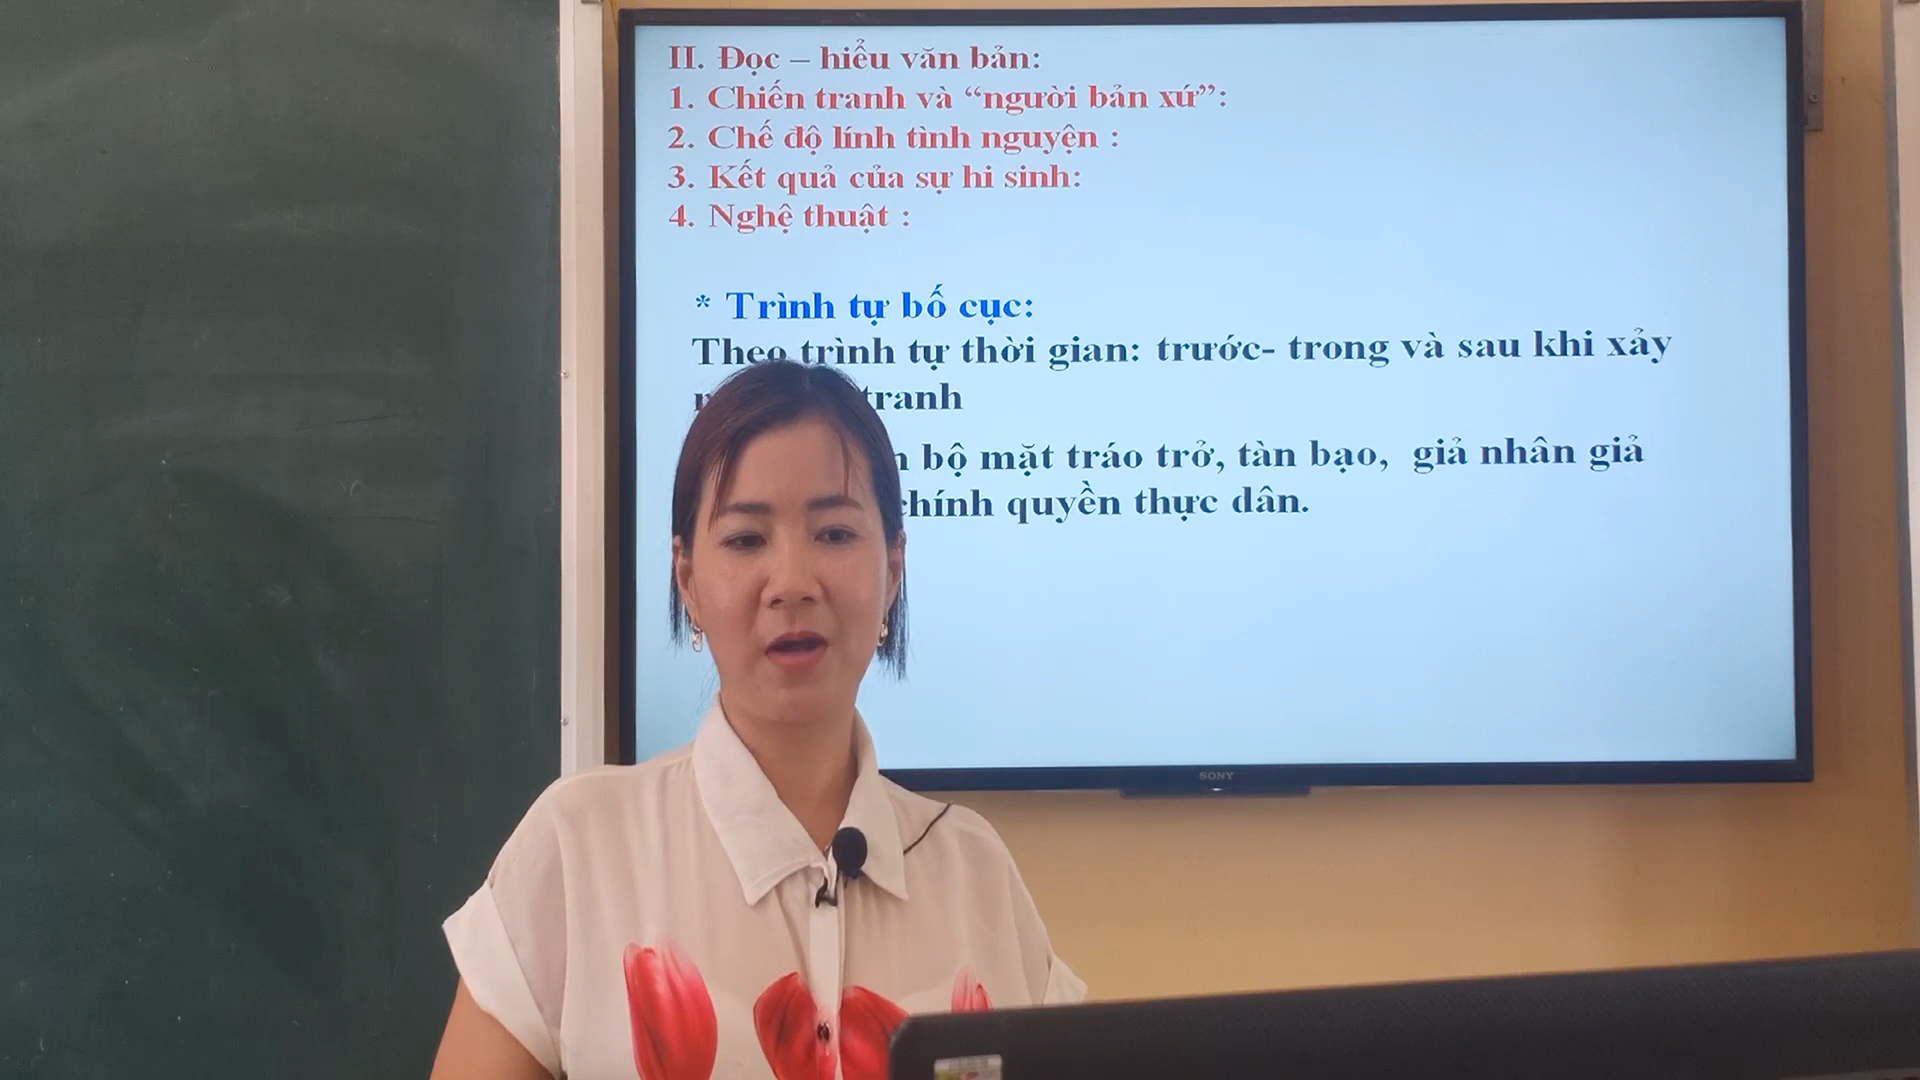 II. Đọc – hiểu văn bản:
1. Chiến tranh và “người bản xứ”:
2. Chế độ lính tình nguyện :
3. Kết quả của sự hi sinh:
4. Nghệ thuật :
* Trình tự bố cục:
Theo trình tự thời gian: trước- trong và sau khi xảy
tranh
bộ mặt tráo trở, tàn bạo, giả nhân giả
chính quyền thực dân.
SONY